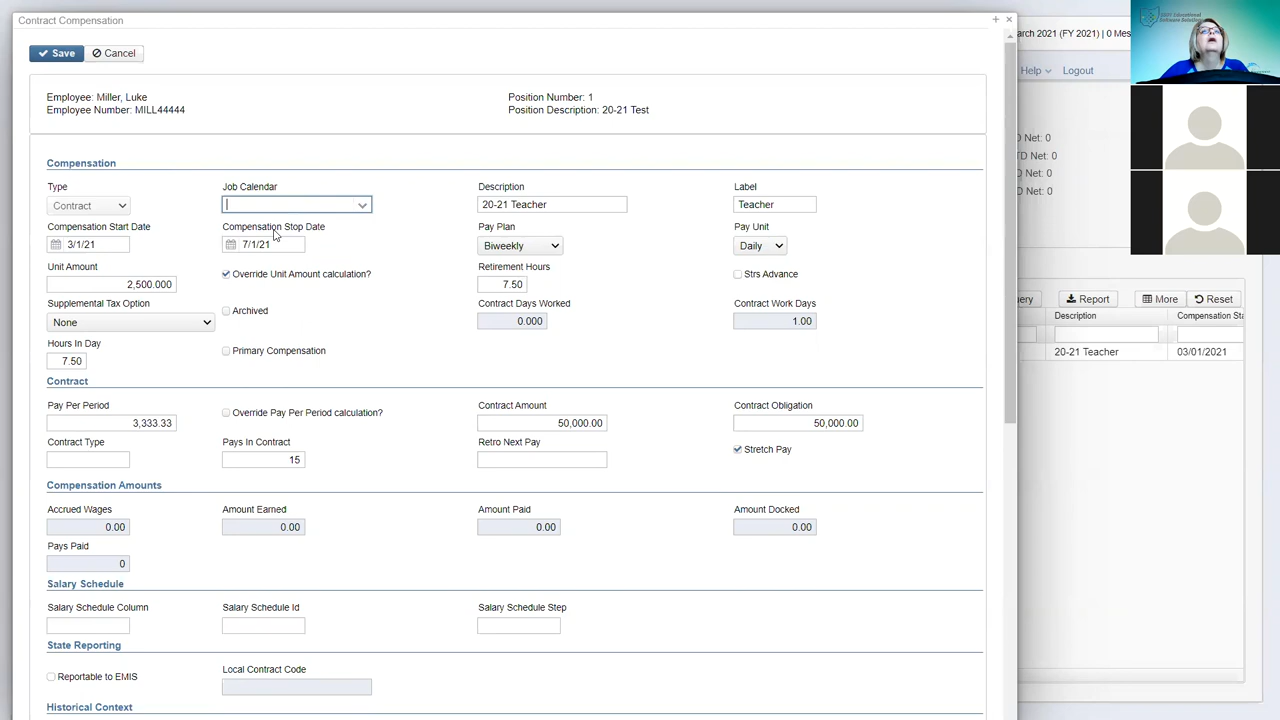 Contract Compensation
Save Cancel
Employee: Miller, Luke
Position Number: 1
Employee Number: MILL44444
Position Description: 20-21 Test
Compensation
Type Job Calendar Description Label
Contract 20-21 Teacher Teacher
Compensation Start Date Compensation Stop Date Pay Plan Pay Unit
3/1/21 7/1/21 Biweekly Daily
Unit Amount Override Unit Amount calculation? Retirement Hours Strs Advance
2,500.000 7.50
Supplemental Tax Option Archived Contract Days Worked Contract Work Days
None 0.000 1.00
Hours In Day Primary Compensation
7.50
Contract
Pay Per Period Override Pay Per Period calculation? Contract Amount Contract Obligation
3,333.33 50,000.00 50,000.00
Contract Type Pays In Contract Retro Next Pay Stretch Pay
15
Compensation Amounts
Accrued Wages Amount Earned Amount Paid Amount Docked
0.00 0.00 0.00 0.00
Pays Paid
0
Salary Schedule
Salary Schedule Column Salary Schedule Id Salary Schedule Step
State Reporting
Reportable to EMIS Local Contract Code
Historical Context
arch 2021 (FY 2021) | 0 Mess
Help Logout
D Net: 0
TD Net: 0
TD Net: 0
TD Net: 0
ery Report More Reset
Description Compensation Sta
20-21 Teacher 03/01/2021